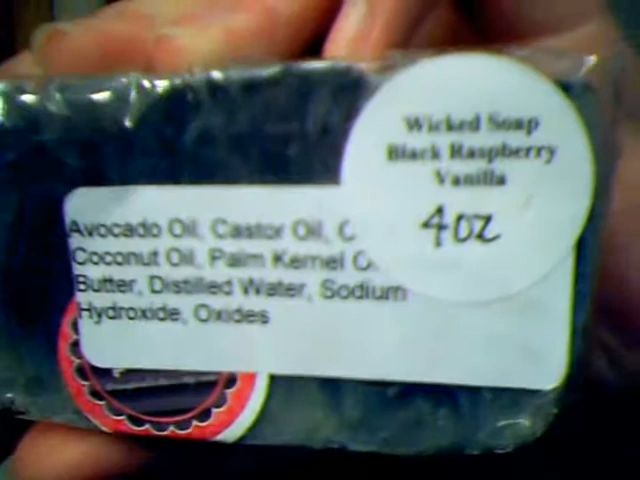 Wicked Soap
Black Raspberry
Vanilla
4oz
Avocado Oil, Castor Oil,
Coconut Oil, Palm Kernel
Butter, Distilled Water, Sodium
Hydroxide, Oxides